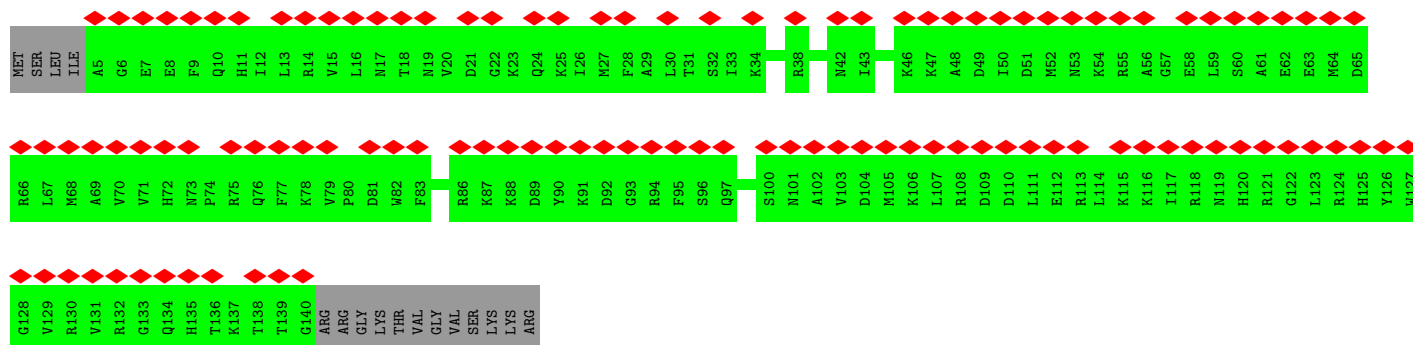 MET SER LEU ILE A5 G6 E7 E8 F9 Q10 H11 I12 L13 R14 V15 L16 N17 T18 N19 V20 D21 G22 K23 Q24 K25 I26 M27 F28 A29 L30 T31 S32 I33 K34 R38 N42 I43 K46 K47 A48 D49 I50 D51 M52 N53 K54 R55 A56 G57 E58 L59 S60 A61 E62 E63 M64 D65
R66 L67 M68 A69 V70 V71 H72 N73 P74 R75 Q76 F77 K78 V79 P80 D81 W82 F83 R86 K87 K88 D89 Y90 K91 D92 G93 R94 F95 S96 Q97 S100 N101 A102 V103 D104 M105 K106 L107 R108 D109 D110 L111 E112 R113 L114 K115 K116 I117 R118 N119 H120 R121 G122 L123 R124 H125 Y126 W127
G128 V129 R130 V131 R132 G133 Q134 H135 T136 K137 T138 T139 G140 ARG ARG GLY LYS THR VAL GLY VAL SER LYS LYS ARG